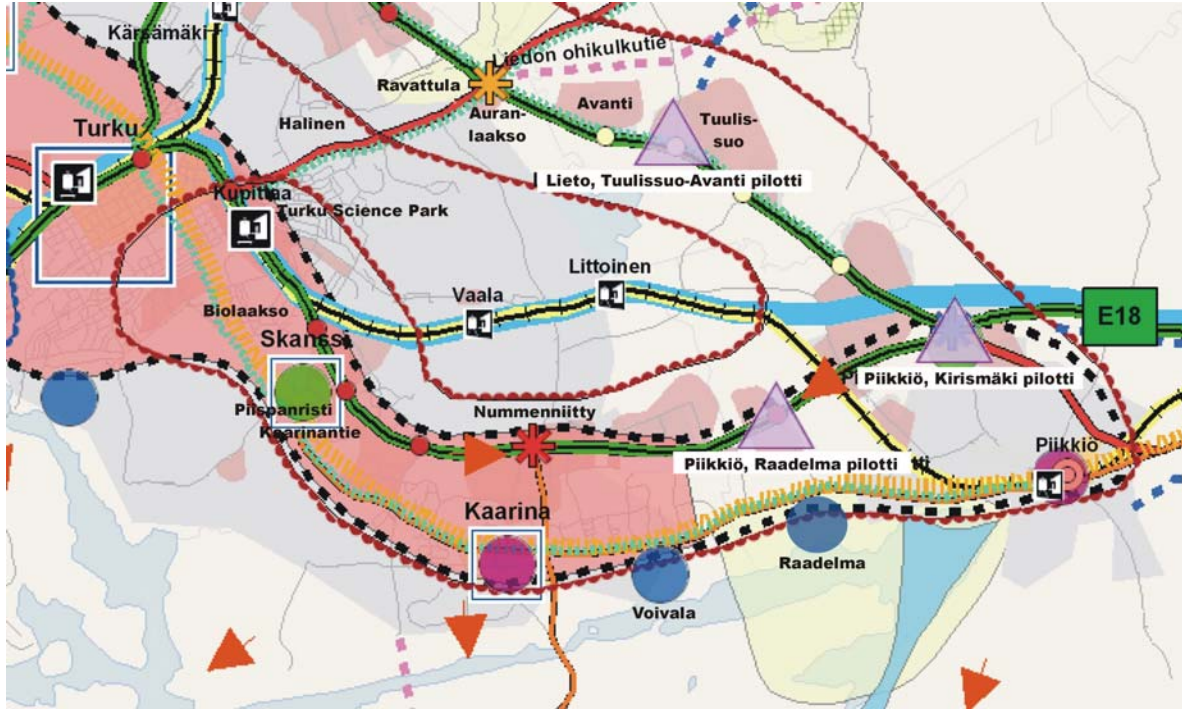 Kärsämäki
Liedon ohikulkutie
Ravattula
Avanti
Auran-
laakso
Tuulis-
suo
Turku
Halinen
Lieto, Tuulissuo-Avanti pilotti
Kupittaa
Turku Science Park
Littoinen
Vaala
Biolaakso
E18
Skanssi
Piikkiö, Kirismäki pilotti
Piispanristi
Nummenniitty
Kaarinantie
Piikkiö
Piikkiö, Raadelma pilotti
Kaarina
Raadelma
Voivala